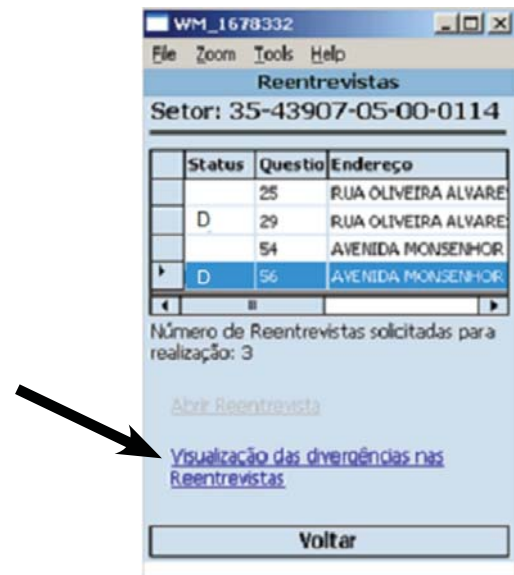 WM_1678332
File Zoom Tools Help
Reentrevistas
Setor: 35-43907-05-00-0114
Status Questio Endereço
25 RUA OLIVEIRA ALVARE
D 29 RUA OLIVEIRA ALVARE
54 AVENIDA MONSENHOR
D 56 AVENIDA MONSENHOR
Número de Reentrevistas solicitadas para
realização: 3
Abrir Reentrevista
Visualização das divergências nas
Reentrevistas
Voltar